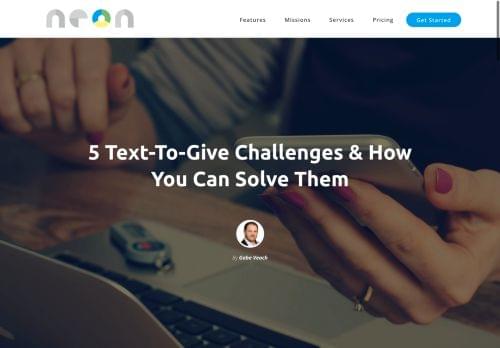 neon
Features Missions Services Pricing Get Started
5 Text-To-Give Challenges & How
You Can Solve Them
By Gabe Veach